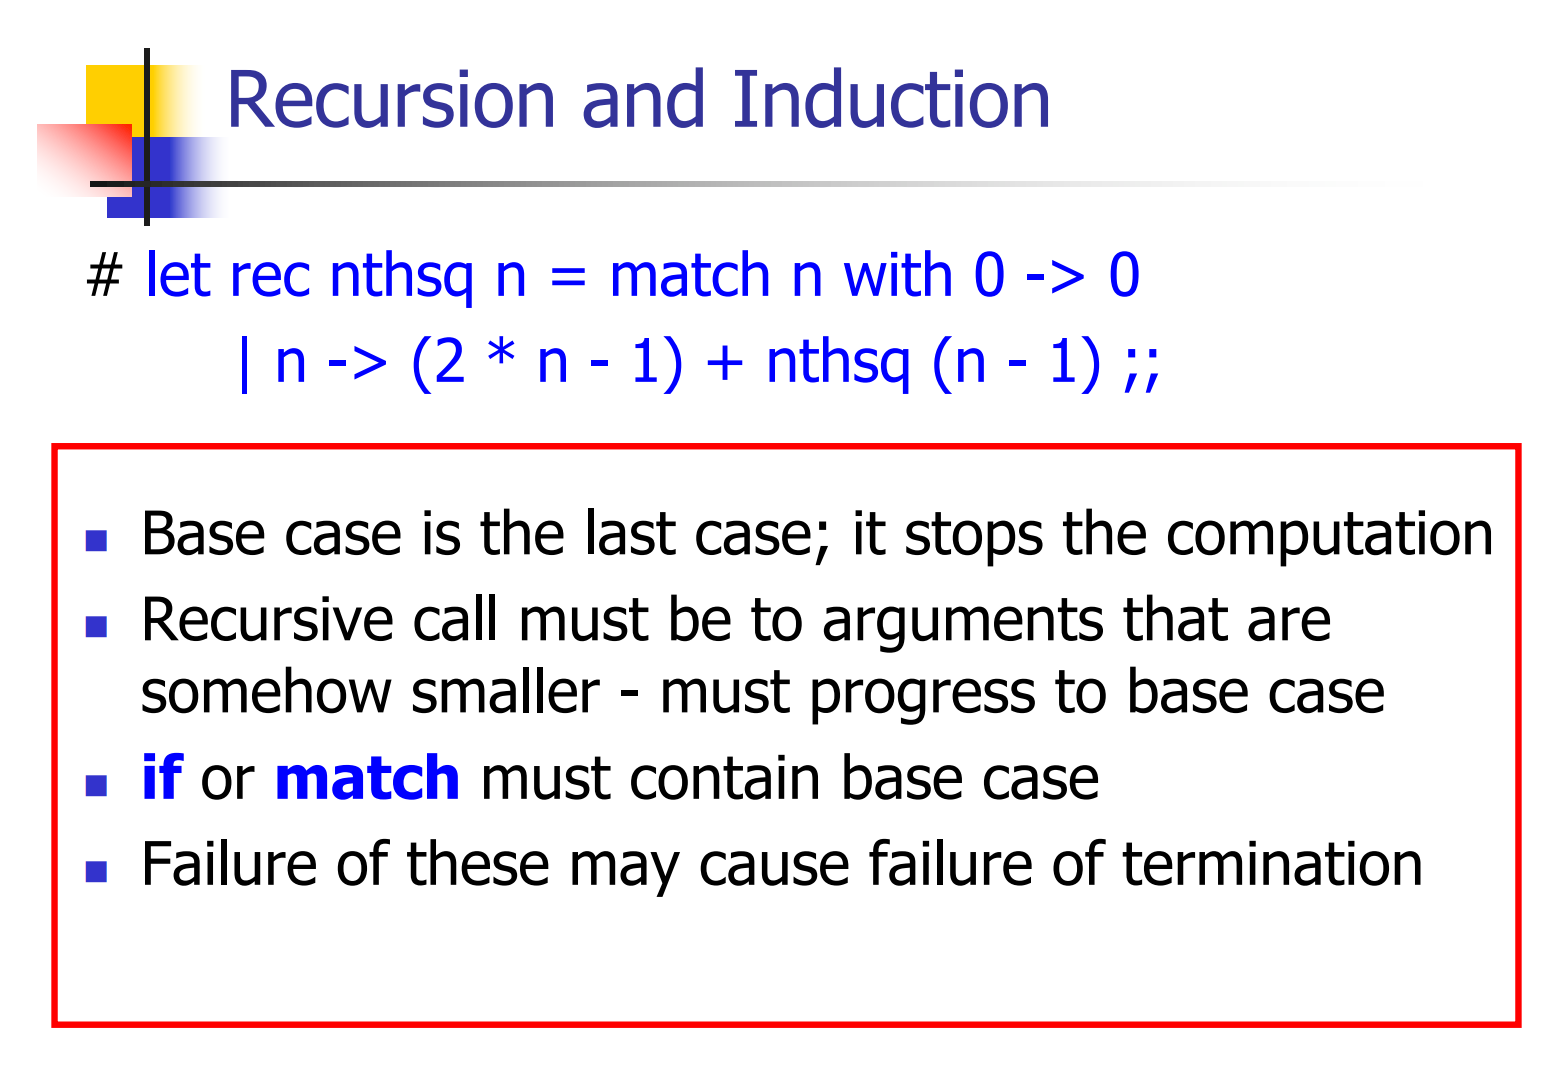 Recursion and Induction
# let rec nthsq n = match n with 0 -> 0
| n -> (2 * n - 1) + nthsq (n - 1) ;;
Base case is the last case; it stops the computation
Recursive call must be to arguments that are
somehow smaller - must progress to base case
if or match must contain base case
Failure of these may cause failure of termination